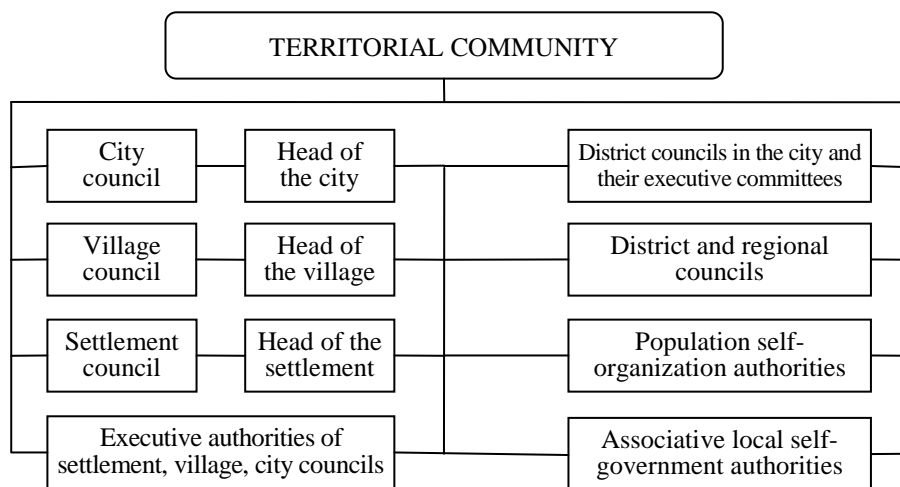 TERRITORIAL COMMUNITY
City
council
Head of
the city
District councils in the city and
their executive committees
Village
council
Head of
the village
District and regional
councils
Settlement
council
Head of the
settlement
Population self-
organization authorities
Executive authorities of
settlement, village, city councils
Associative local self-
government authorities